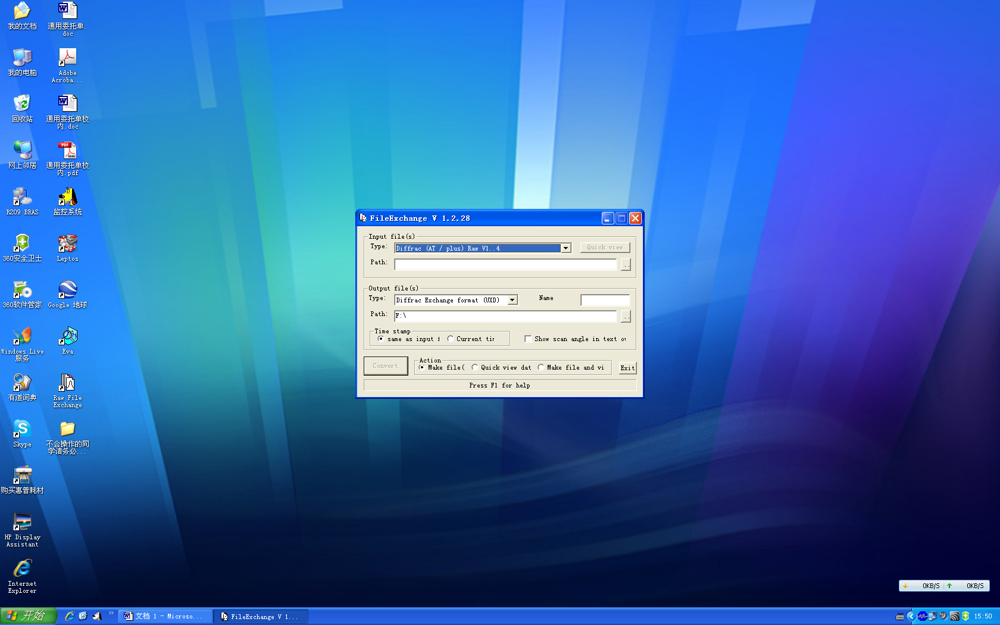 我的文档
通用委托单.
doc
我的电脑
Adobe
Acroba...
回收站
通用委托单校
内.doc
网上邻居
通用委托单校
内.pdf
R209 BRAS
监控系统
360安全卫士
Leptos
360软件管家
Google 地球
Windows Live
服务
Eva
有道词典
Raw File
Exchange
Skype
不会操作的同
学请务必...
购买惠普耗材
HP Display
Assistant
Internet
Explorer
FileExchange V 1.2.28
Input file(s)
Type: Diffrac (AT / plus) Raw V1..4 Quick view
Path: ..
Output file(s)
Type: Diffrac Exchange format (UXD) Name
Path: F:\ ..
Time stamp
same as input Current Show scan angle in text
Convert
Action
Make file( Quick view dat Make file and vi
Exit
Press F1 for help
0KB/S 0KB/S
开始
文档 1 - Microso...
FileExchange V 1...
15:50